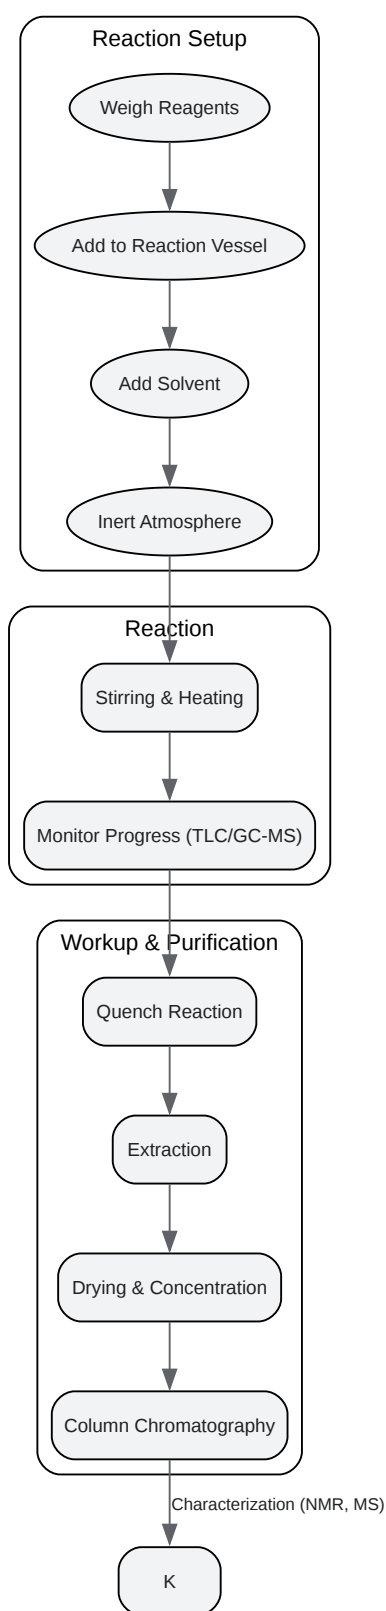 Reaction Setup
Weigh Reagents
Add to Reaction Vessel
Add Solvent
Inert Atmosphere
Reaction
Stirring & Heating
Monitor Progress (TLC/GC-MS)
Workup & Purification
Quench Reaction
Extraction
Drying & Concentration
Column Chromatography
Characterization (NMR, MS)
K